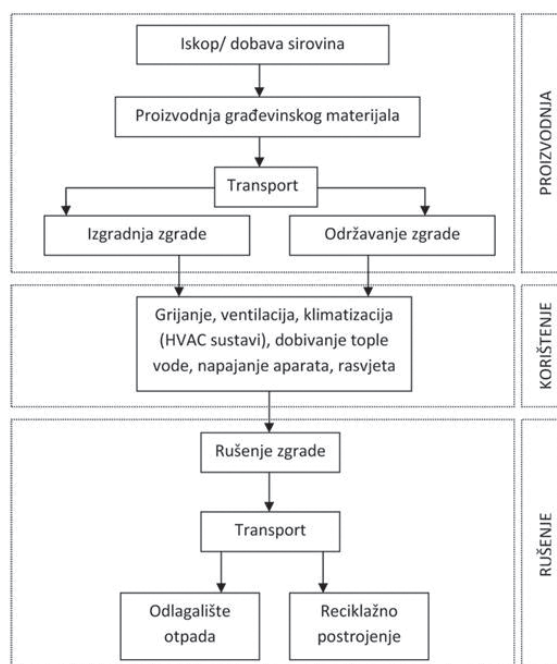 Iskop/ dobava sirovina
Proizvodnja građevinskog materijala
Transport
Izgradnja zgrade
Održavanje zgrade
PROIZVODNJA
Grijanje, ventilacija, klimatizacija
(HVAC sustavi), dobivanje tople
vode, napajanje aparata, rasvjeta
KORIŠTENJE
Rušenje zgrade
Transport
Odlagalište
otpada
Reciklažno
postrojenje
RUŠENJE